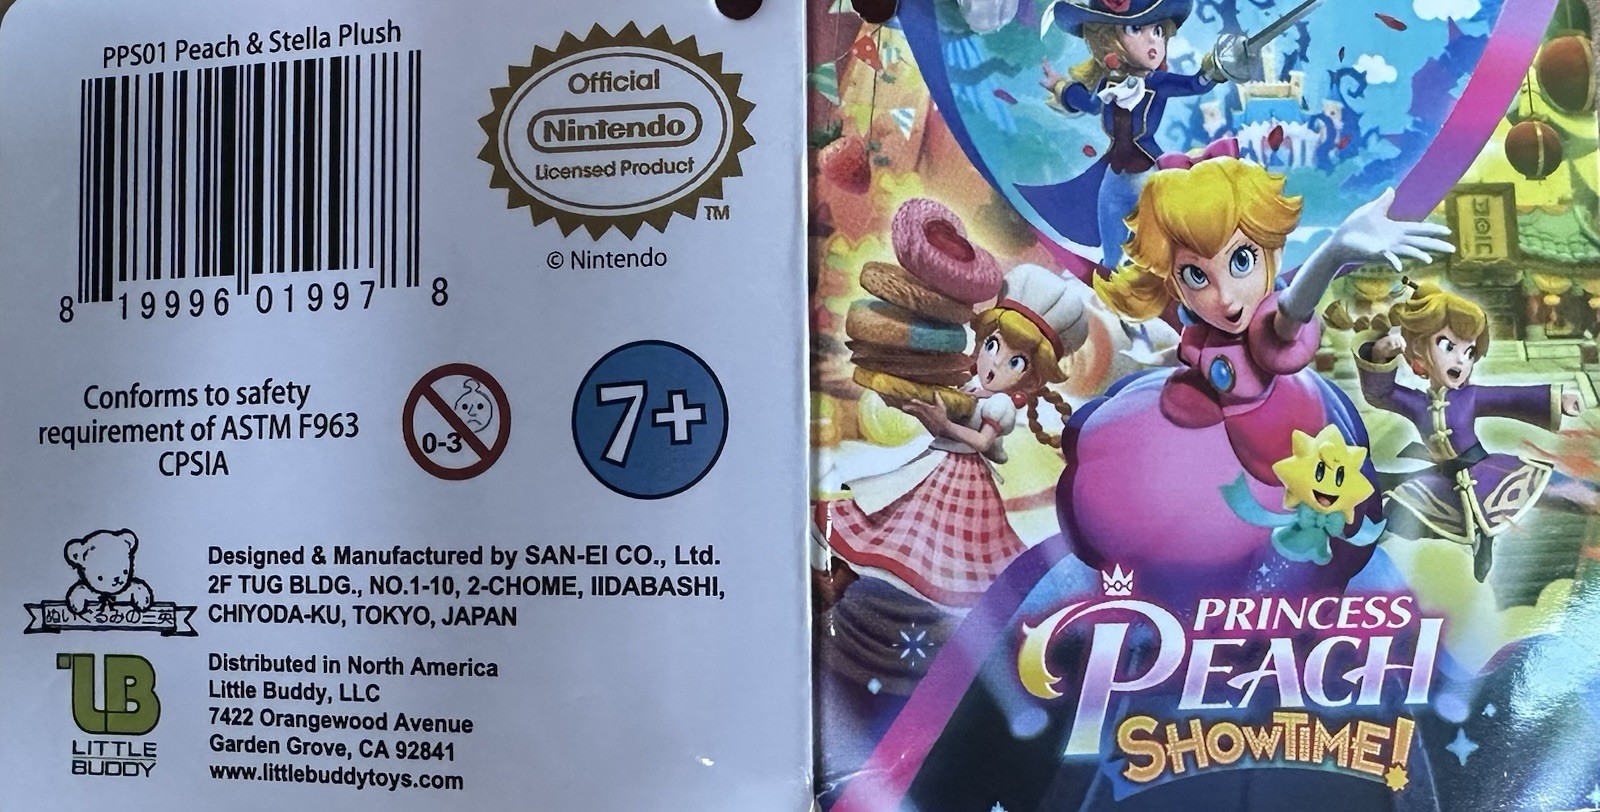 PPS01 Peach & Stella Plush
8 19996 01997 8
Official
Nintendo
Licensed Product
TM
© Nintendo
Conforms to safety
requirement of ASTM F963
CPSIA
0-3
7+
ぬいぐるみの三英
Designed & Manufactured by SAN-EI CO., Ltd.
2F TUG BLDG., NO.1-10, 2-CHOME, IIDABASHI,
CHIYODA-KU, TOKYO, JAPAN
LB
LITTLE
BUDDY
Distributed in North America
Little Buddy, LLC
7422 Orangewood Avenue
Garden Grove, CA 92841
www.littlebuddytoys.com
PRINCESS
PEACH
SHOWTIME!